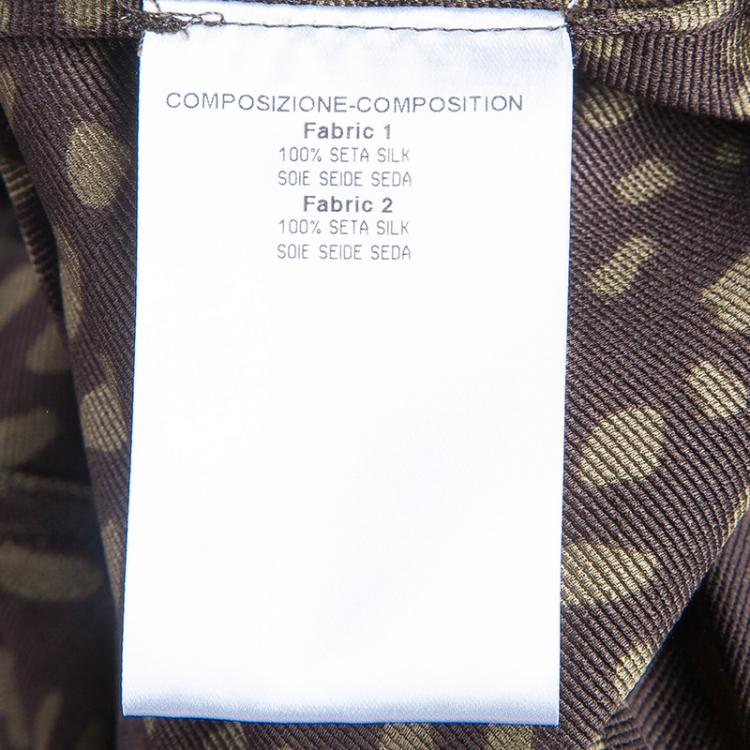 COMPOSIZIONE-COMPOSITION
Fabric 1
100% SETA SILK
SOIE SEIDE SEDA
Fabric 2
100% SETA SILK
SOIE SEIDE SEDA